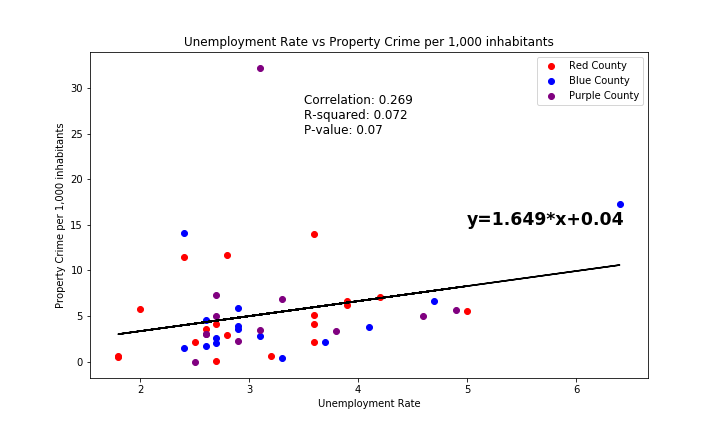 Unemployment Rate vs Property Crime per 1,000 inhabitants
Red County
Blue County
Purple County
Correlation: 0.269
R-squared: 0.072
P-value: 0.07
y=1.649*x+0.04
Property Crime per 1,000 inhabitants
30
25
20
15
10
5
0
2
3
4
5
6
Unemployment Rate